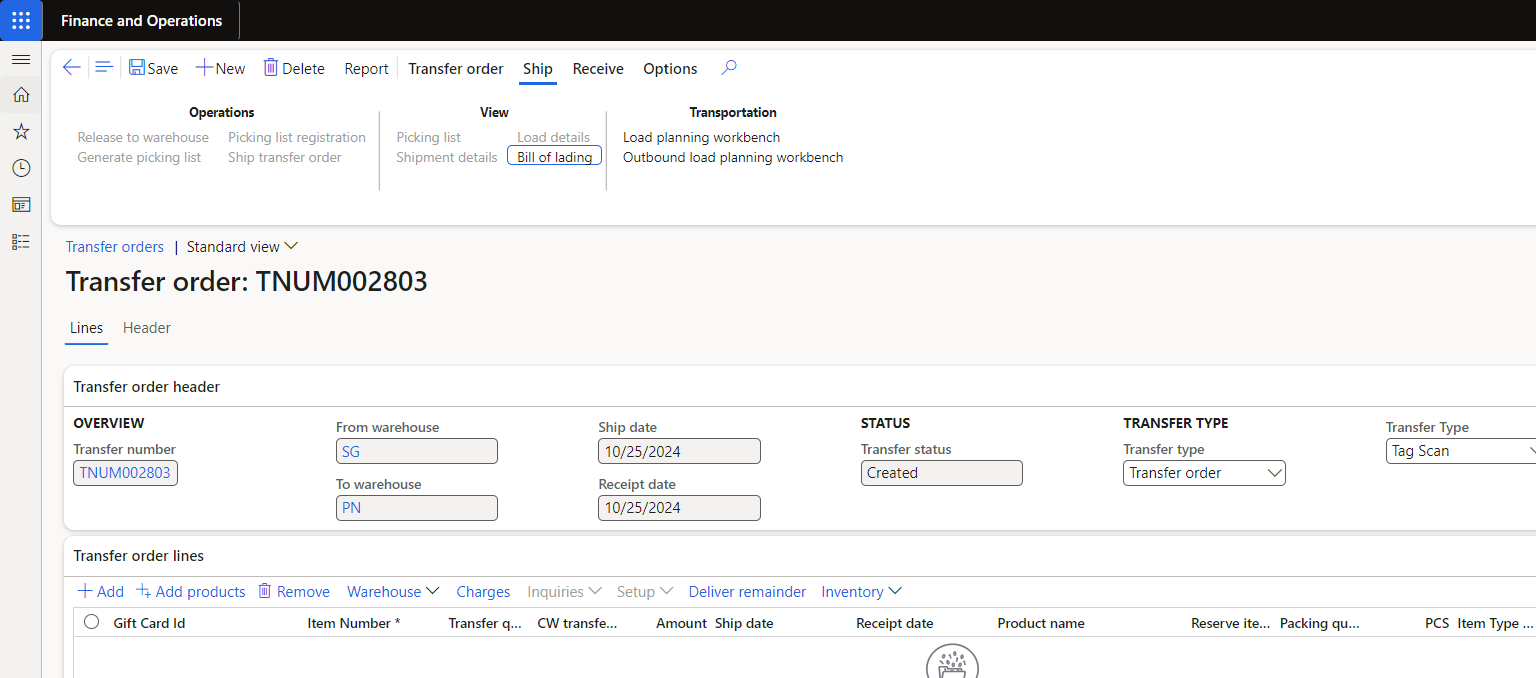 Finance and Operations
Save New Delete Report Transfer order Ship Receive Options
Operations View Transportation
Release to warehouse Picking list registration Picking list Load details Load planning workbench
Generate picking list Ship transfer order Shipment details Bill of lading Outbound load planning workbench
Transfer orders | Standard view
Transfer order: TNUM002803
Lines Header
Transfer order header
OVERVIEW From warehouse Ship date STATUS TRANSFER TYPE Transfer Type
Transfer number SG 10/25/2024 Transfer status Transfer type Tag Scan
TNUM002803 To warehouse Receipt date Created Transfer order
PN 10/25/2024
Transfer order lines
Add Add products Remove Warehouse Charges Inquiries Setup Deliver remainder Inventory
Gift Card Id Item Number * Transfer q... CW transfe... Amount Ship date Receipt date Product name Reserve ite... Packing qu... PCS Item Type ...